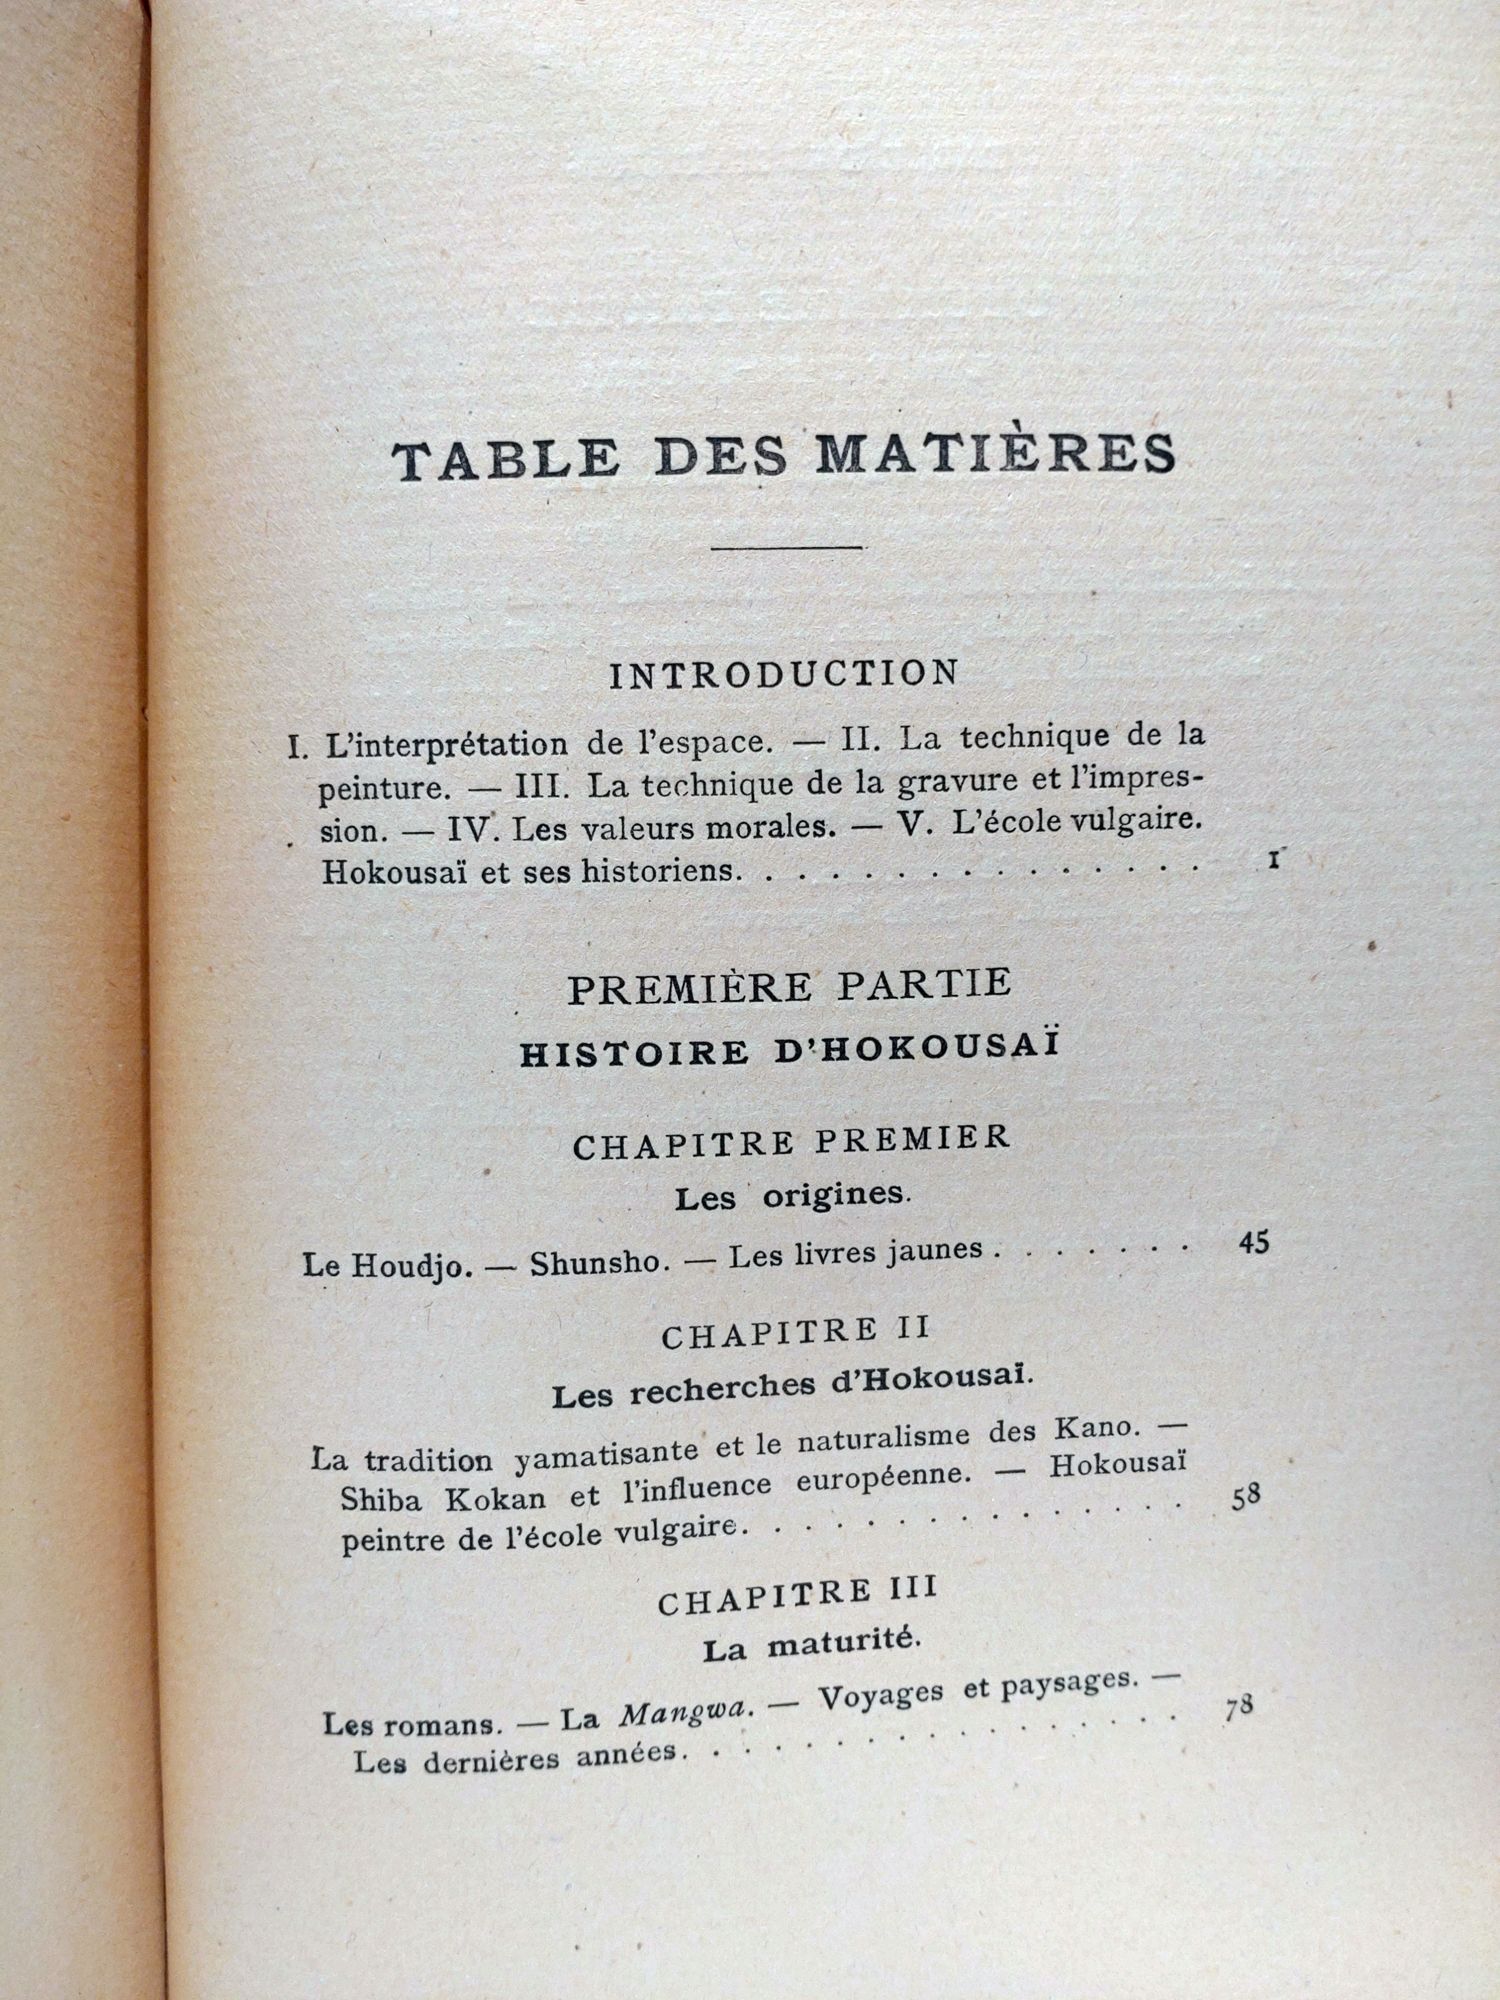 TABLE DES MATIÈRES
INTRODUCTION
I. L'interprétation de l'espace. — II. La technique de la
peinture. — III. La technique de la gravure et l'impres-
sion. — IV. Les valeurs morales. — V. L'école vulgaire.
Hokousaï et ses historiens. . . . . . . . . . . . . . . 1
PREMIÈRE PARTIE
HISTOIRE D'HOKOUSAÏ
CHAPITRE PREMIER
Les origines.
Le Houdjo. — Shunsho. — Les livres jaunes . . . . . . . 45
CHAPITRE II
Les recherches d'Hokousaï.
La tradition yamatisante et le naturalisme des Kano. —
Shiba Kokan et l'influence européenne. — Hokousaï
peintre de l'école vulgaire. . . . . . . . . . . . . . . 58
CHAPITRE III
La maturité.
Les romans. — La Mangwa. — Voyages et paysages. —
Les dernières années. . . . . . . . . . . . . . . . . 78